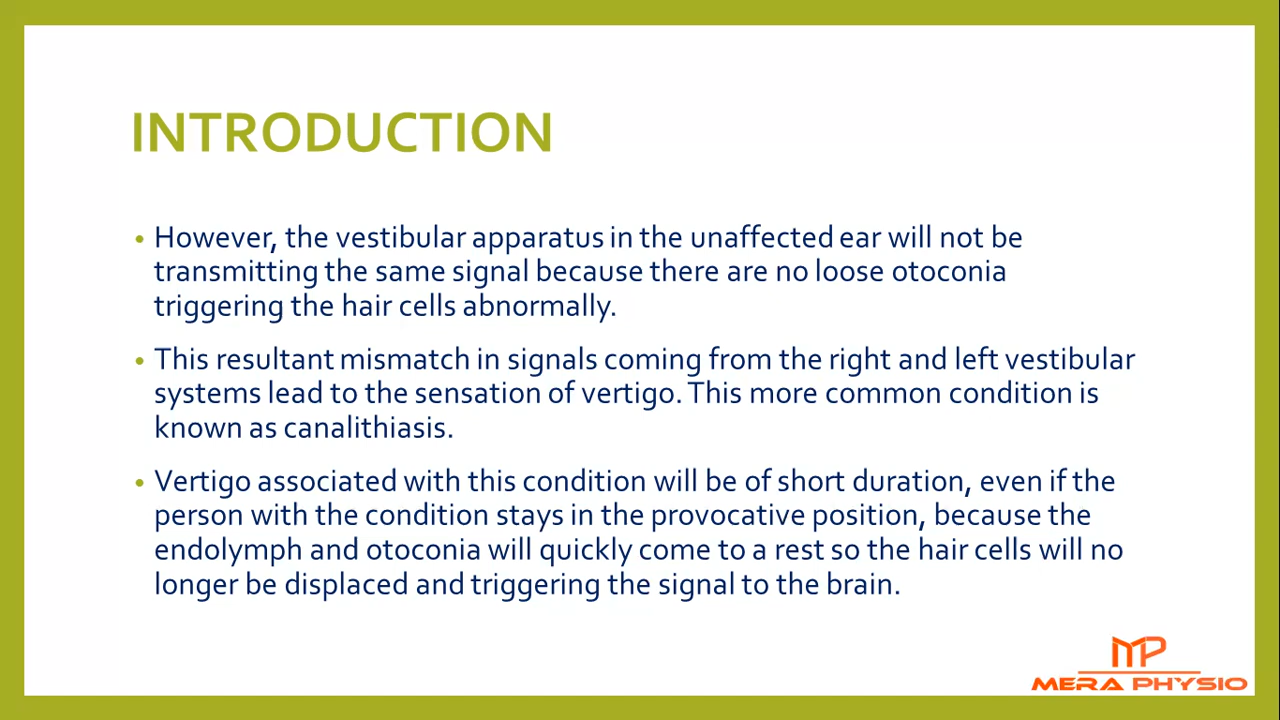 INTRODUCTION
• However, the vestibular apparatus in the unaffected ear will not be
transmitting the same signal because there are no loose otoconia
triggering the hair cells abnormally.
• This resultant mismatch in signals coming from the right and left vestibular
systems lead to the sensation of vertigo. This more common condition is
known as canalithiasis.
• Vertigo associated with this condition will be of short duration, even if the
person with the condition stays in the provocative position, because the
endolymph and otoconia will quickly come to a rest so the hair cells will no
longer be displaced and triggering the signal to the brain.
MP
MERA PHYSIO